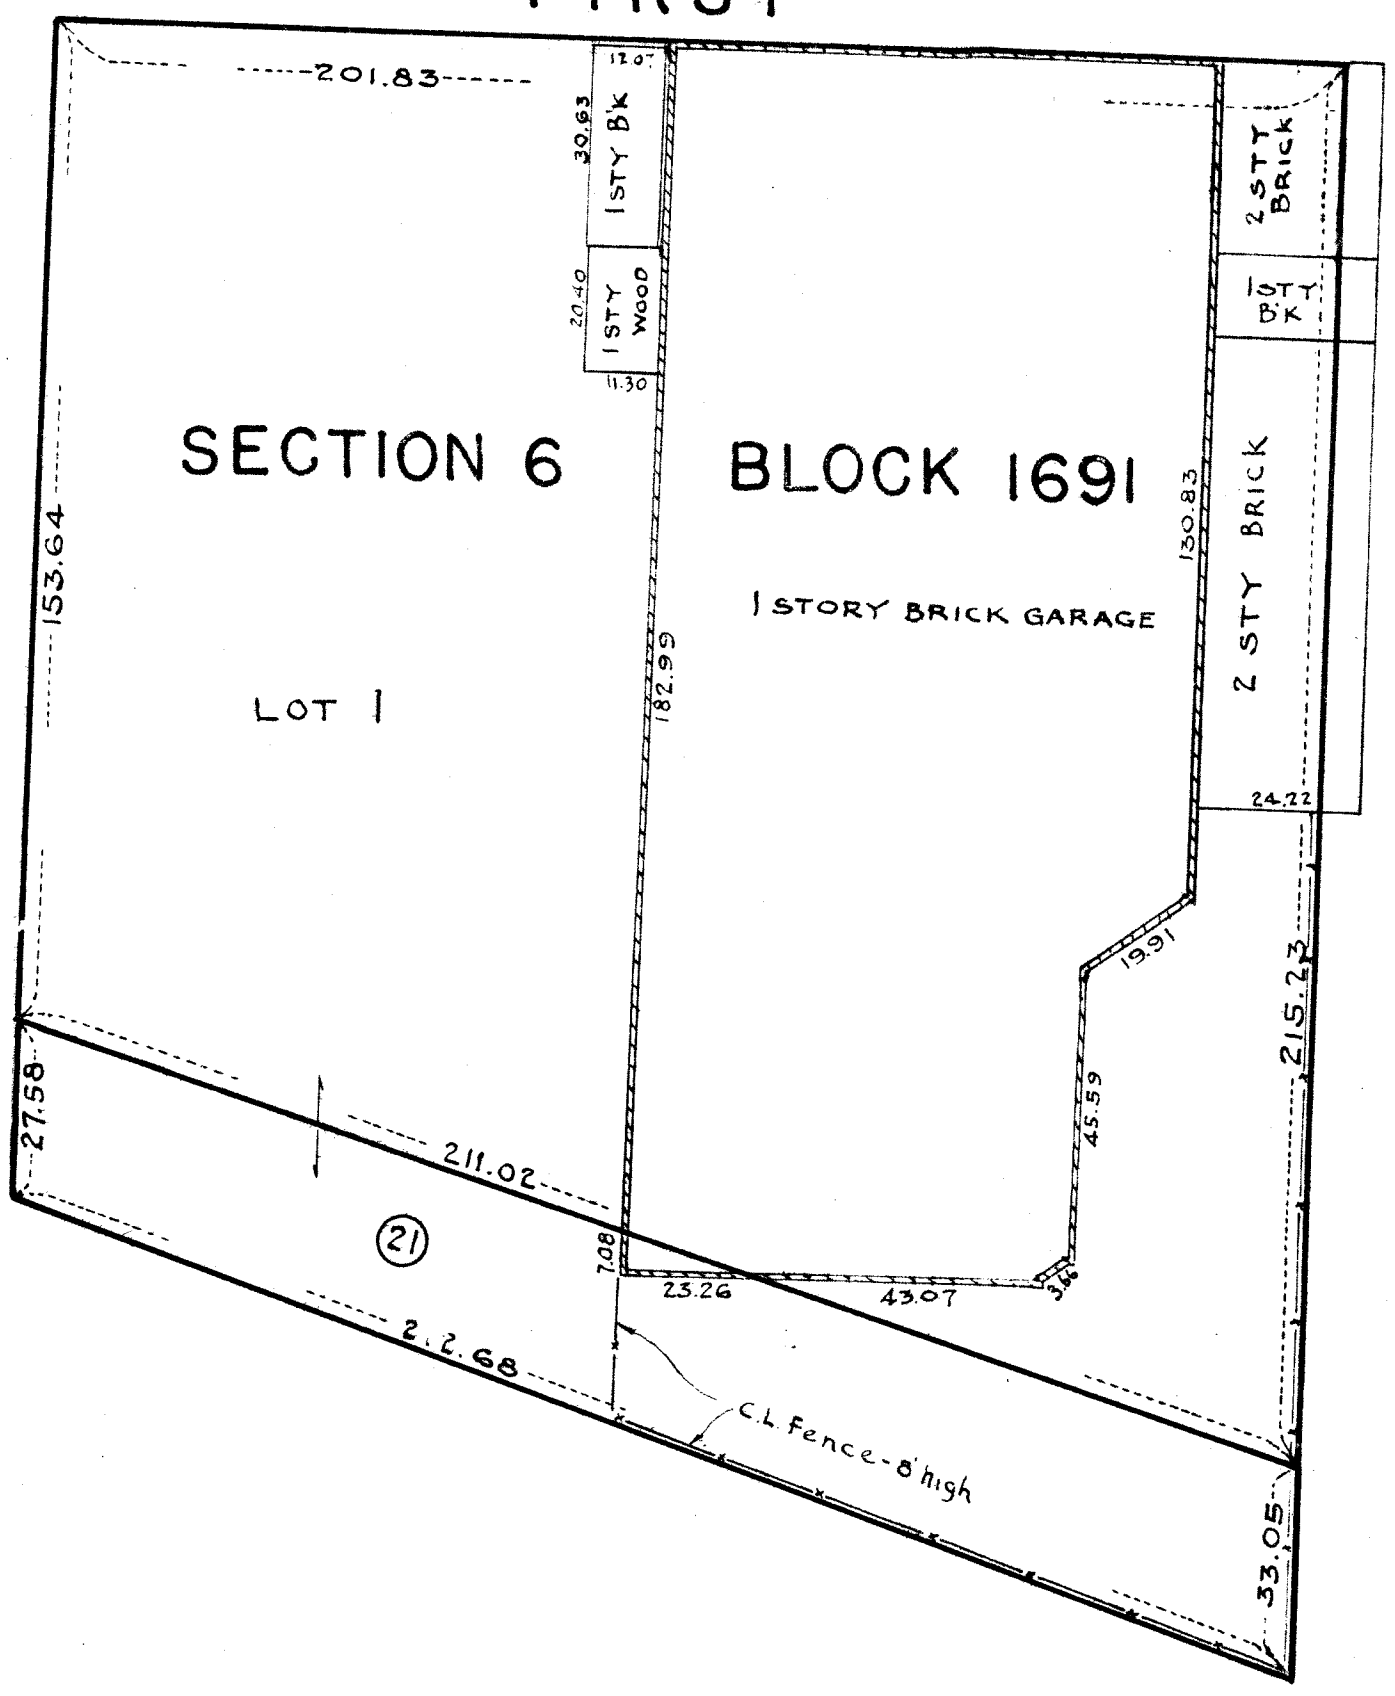 FIRST
201.83
12.07
30.63
1 STY B'K
20.40
1 STY
WOOD
11.30
2 STY
BRICK
1 STY
B'K
SECTION 6
BLOCK 1691
153.64
182.99
130.83
2 STY BRICK
1 STORY BRICK GARAGE
LOT 1
24.22
19.91
215.23
27.58
45.59
211.02
21
7.08
23.26
43.07
3.66
C.L. Fence-8' high
33.05